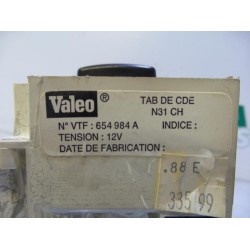 Valeo ®
TAB DE CDE
N31 CH
N° VTF : 654 984 A
INDICE :
TENSION : 12V
DATE DE FABRICATION :
.88 E
335 99